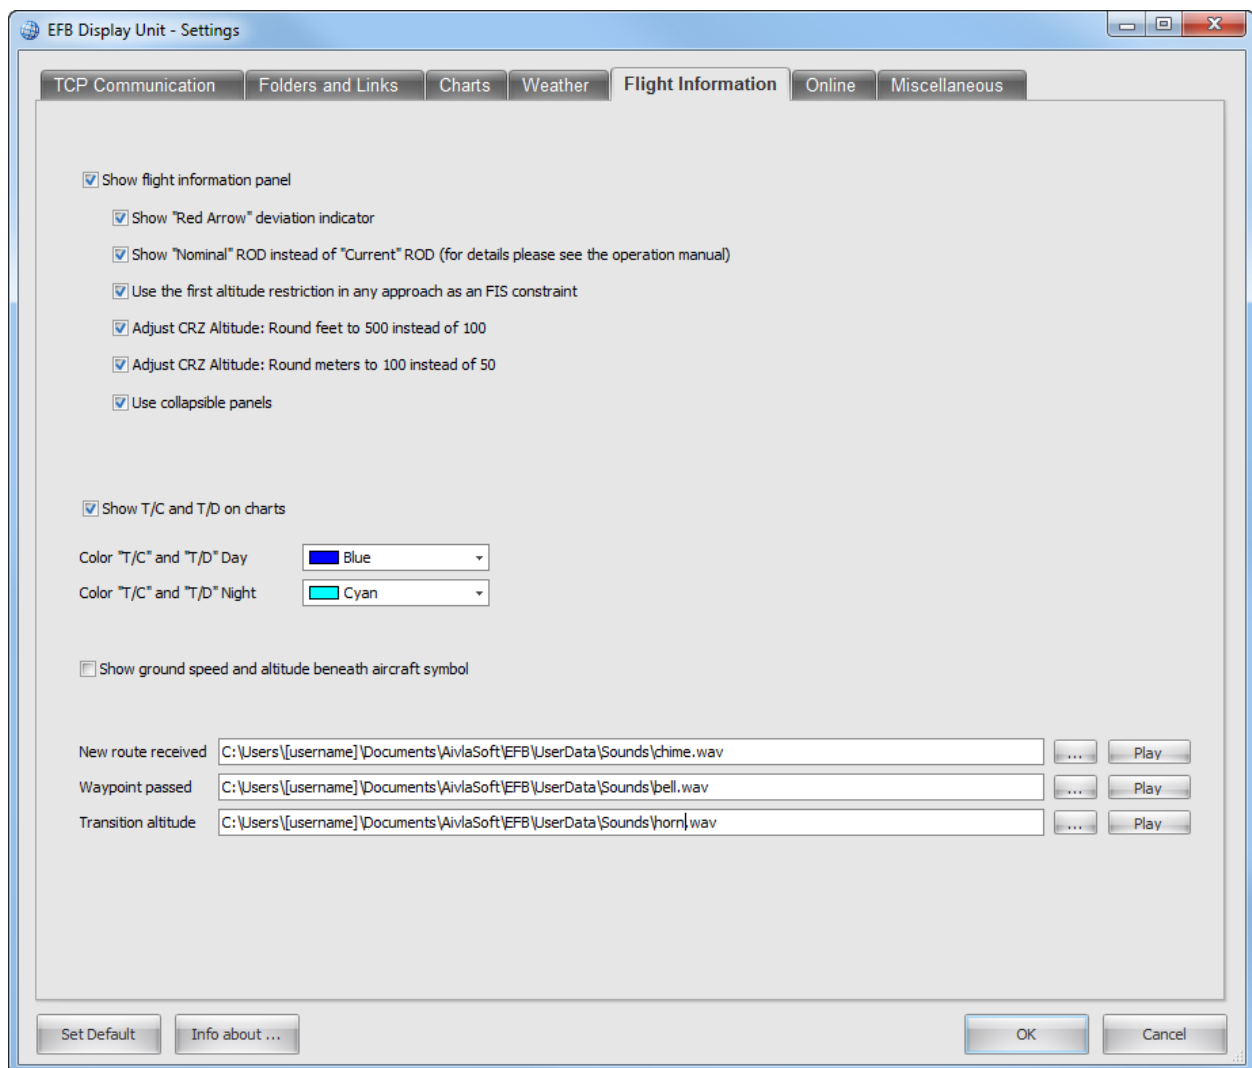 EFB Display Unit - Settings
TCP Communication Folders and Links Charts Weather Flight Information Online Miscellaneous
Show flight information panel
Show "Red Arrow" deviation indicator
Show "Nominal" ROD instead of "Current" ROD (for details please see the operation manual)
Use the first altitude restriction in any approach as an FIS constraint
Adjust CRZ Altitude: Round feet to 500 instead of 100
Adjust CRZ Altitude: Round meters to 100 instead of 50
Use collapsible panels
Show T/C and T/D on charts
Color "T/C" and "T/D" Day Blue
Color "T/C" and "T/D" Night Cyan
Show ground speed and altitude beneath aircraft symbol
New route received C:\Users\[username]\Documents\AivlaSoft\EFB\UserData\Sounds\chime.wav ... Play
Waypoint passed C:\Users\[username]\Documents\AivlaSoft\EFB\UserData\Sounds\bell.wav ... Play
Transition altitude C:\Users\[username]\Documents\AivlaSoft\EFB\UserData\Sounds\horn.wav ... Play
Set Default Info about ... OK Cancel